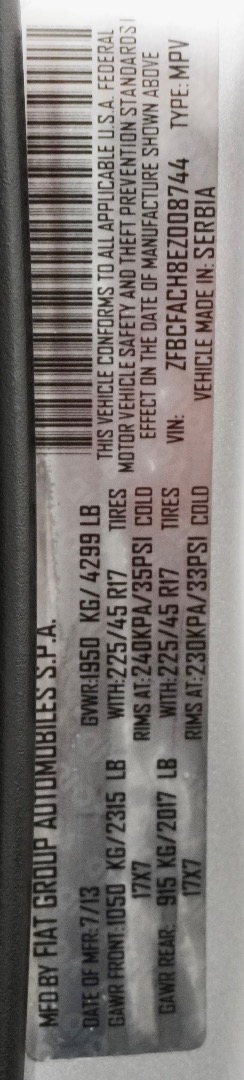 MFD BY FIAT GROUP AUTOMOBILES S.P.A.
DATE OF MFR: 7/13 GVWR:1950 KG/4299 LB
GAWR FRONT:1050 KG/2315 LB WITH:225/45 R17 TIRES
17X7 RIMS AT:240KPA/35PSI COLD
GAWR REAR: 915 KG/2017 LB WITH:225/45 R17 TIRES
17X7 RIMS AT:230KPA/33PSI COLD
THIS VEHICLE CONFORMS TO ALL APPLICABLE U.S.A. FEDERAL
MOTOR VEHICLE SAFETY AND THEFT PREVENTION STANDARDS I
EFFECT ON THE DATE OF MANUFACTURE SHOWN ABOVE
VIN: ZFBCFACH8EZ008744 TYPE: MPV
VEHICLE MADE IN: SERBIA